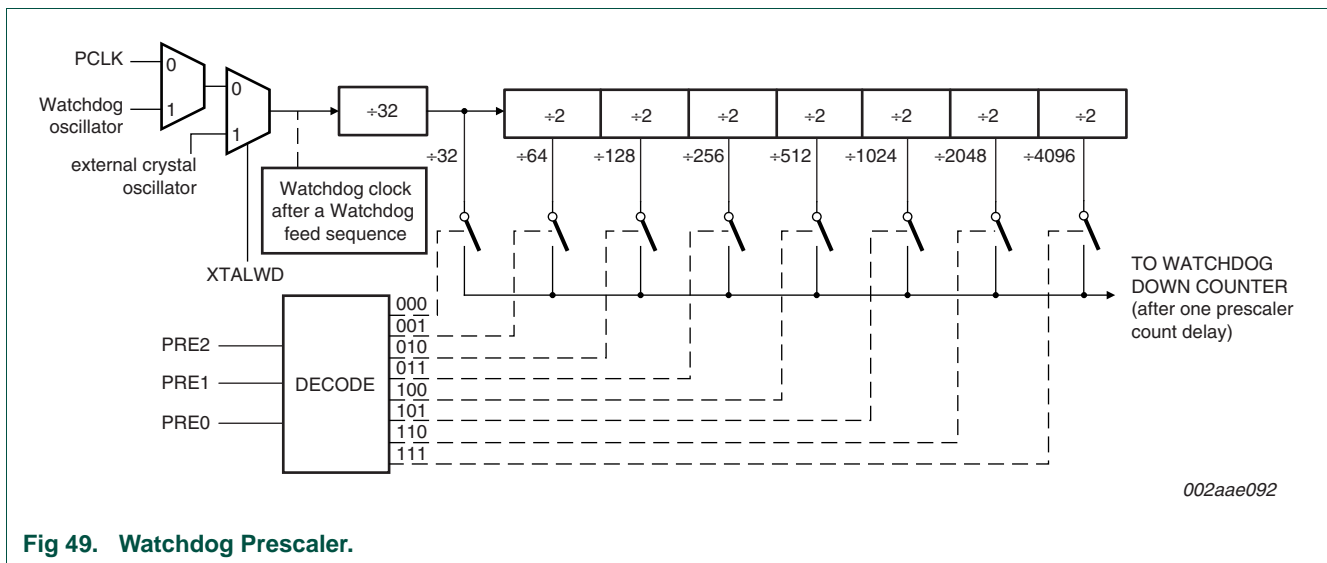 PCLK
0
1
Watchdog
oscillator
0
1
external crystal
oscillator
÷32
÷2
÷2
÷2
÷2
÷2
÷2
÷2
÷32
÷64
÷128
÷256
÷512
÷1024
÷2048
÷4096
Watchdog clock
after a Watchdog
feed sequence
XTALWD
TO WATCHDOG
DOWN COUNTER
(after one prescaler
count delay)
PRE2
PRE1
PRE0
DECODE
000
001
010
011
100
101
110
111
002aae092
Fig 49. Watchdog Prescaler.